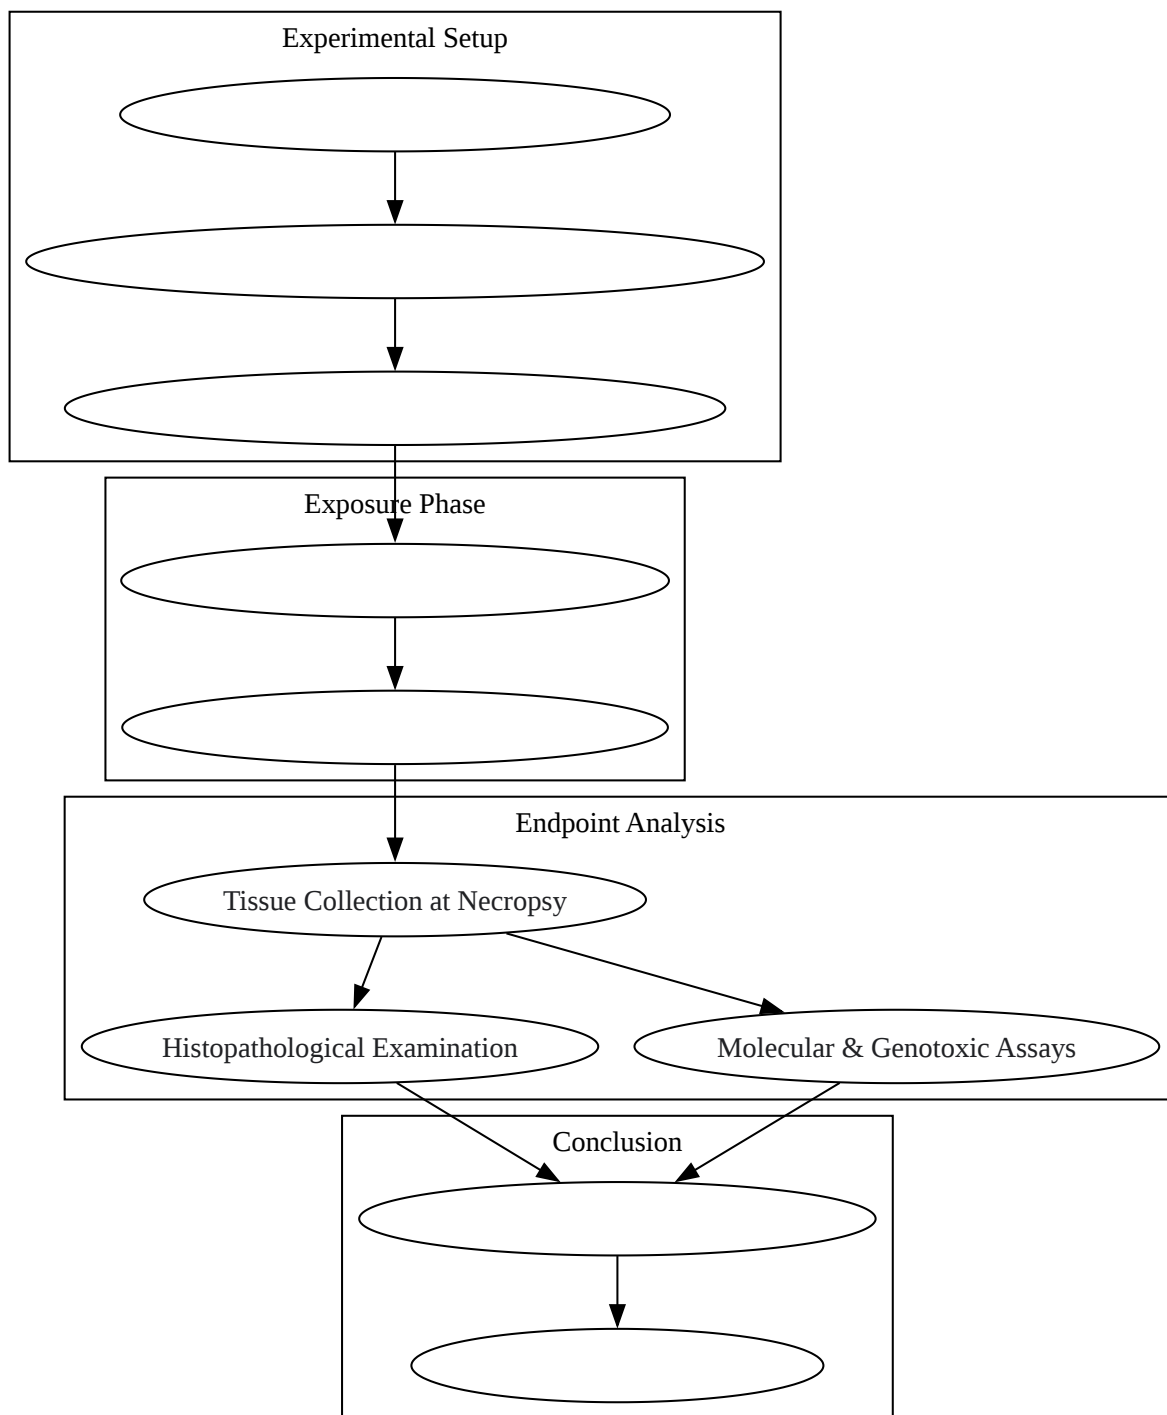 Experimental Setup
Exposure Phase
Endpoint Analysis
Tissue Collection at Necropsy
Histopathological Examination
Molecular & Genotoxic Assays
Conclusion